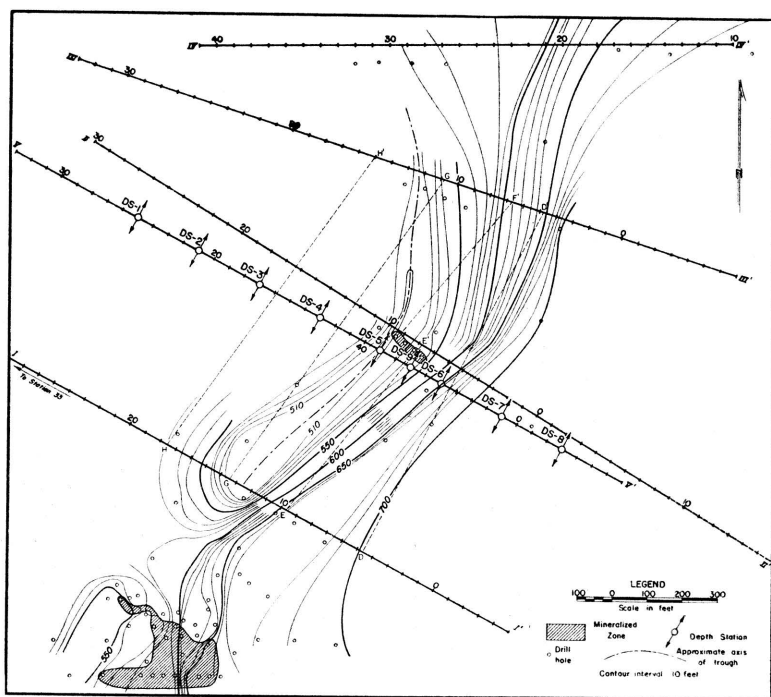 IV 40 30 20 10 IV'
III 30 20 H' G 10 F' D 0 III'
II 30 20 10 E' 0 10 II'
V 30 20 40 0 V'
DS-1
DS-2
DS-3
DS-4
DS-5
DS-9
DS-6
DS-7
DS-8
I
To Station 33
20 H G 10 E D 0 I'
510
510
550
600
650
700
550
N
LEGEND
100 0 100 200 300
Scale in feet
Mineralized Zone
Depth Station
Drill hole
Approximate axis of trough
Contour interval 10 feet